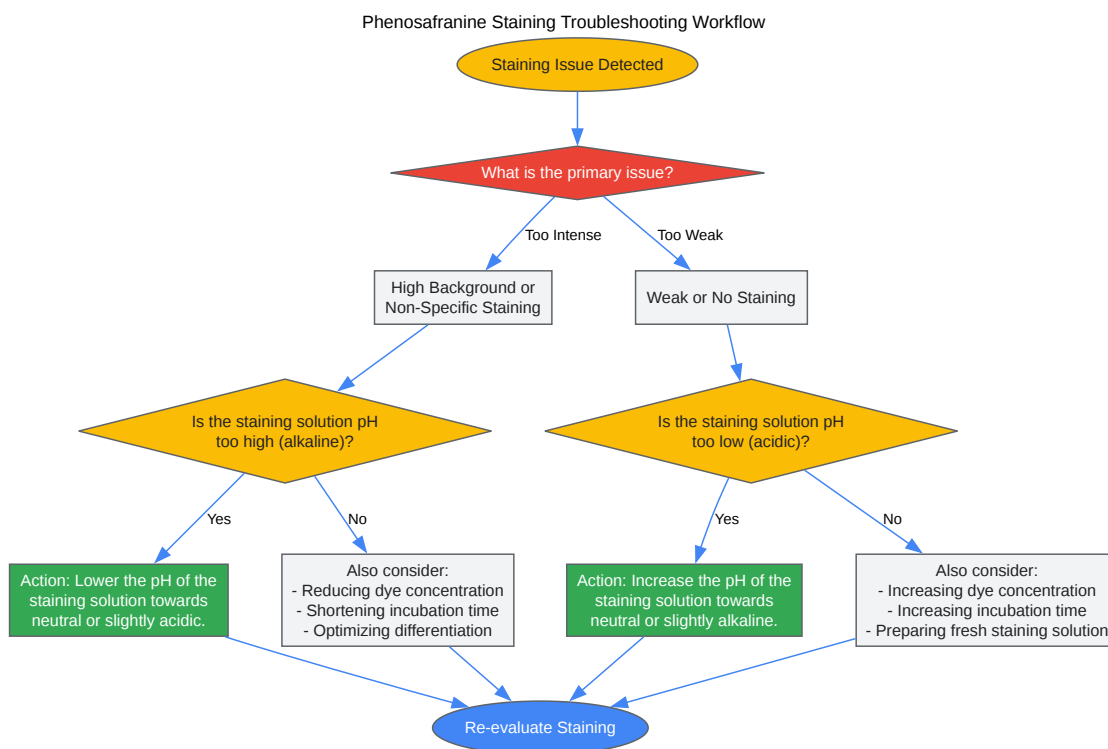 Phenosafranine Staining Troubleshooting Workflow
Staining Issue Detected
What is the primary issue?
Too Intense
Too Weak
High Background or
Non-Specific Staining
Weak or No Staining
Is the staining solution pH
too high (alkaline)?
Is the staining solution pH
too low (acidic)?
Yes
No
Yes
No
Action: Lower the pH of the
staining solution towards
neutral or slightly acidic.
Also consider:
- Reducing dye concentration
- Shortening incubation time
- Optimizing differentiation
Action: Increase the pH of the
staining solution towards
neutral or slightly alkaline.
Also consider:
- Increasing dye concentration
- Increasing incubation time
- Preparing fresh staining solution
Re-evaluate Staining